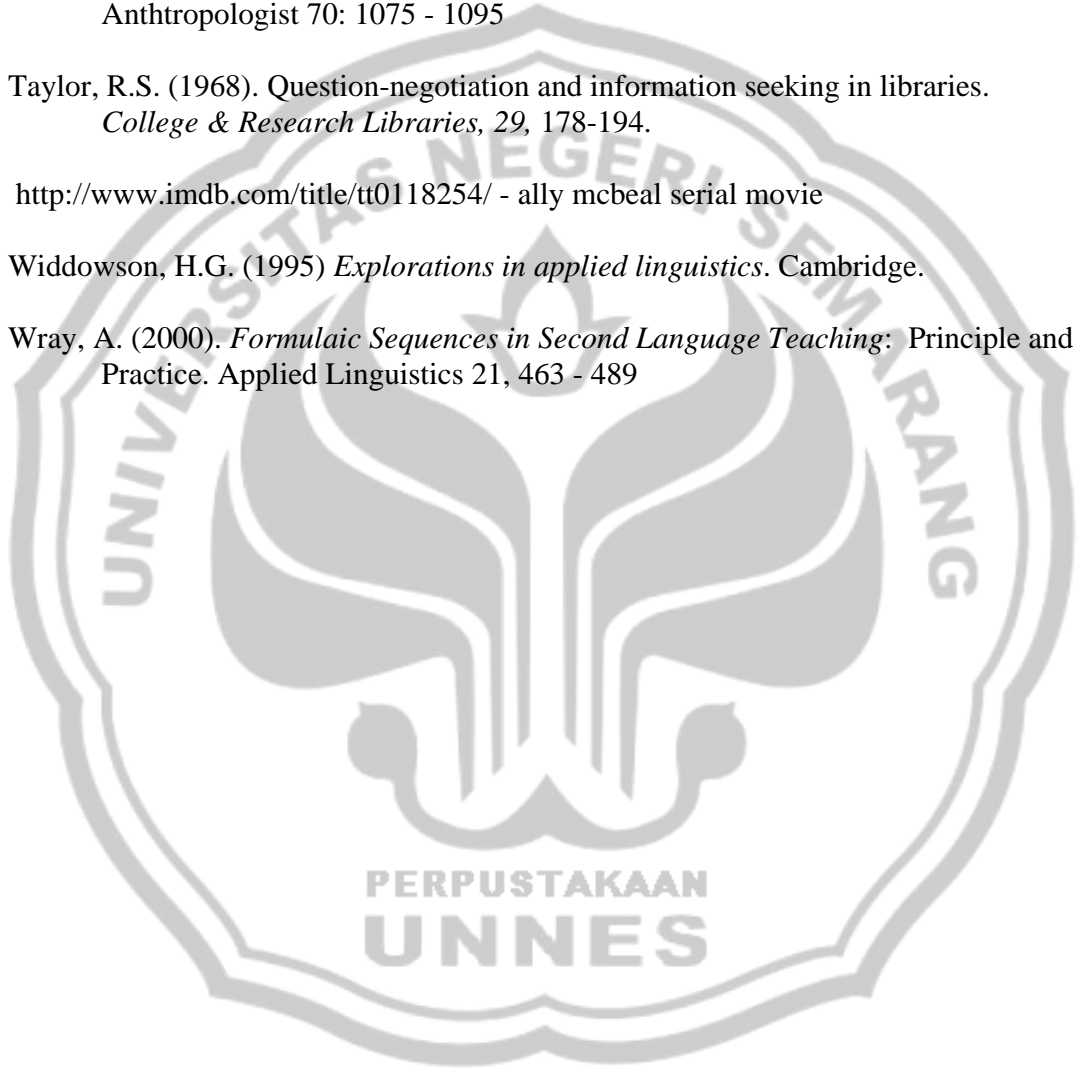 Anthtropologist 70: 1075 - 1095
Taylor, R.S. (1968). Question-negotiation and information seeking in libraries.
College & Research Libraries, 29, 178-194.
http://www.imdb.com/title/tt0118254/ - ally mcbeal serial movie
Widdowson, H.G. (1995) Explorations in applied linguistics. Cambridge.
Wray, A. (2000). Formulaic Sequences in Second Language Teaching: Principle and
Practice. Applied Linguistics 21, 463 - 489
UNIVERSITAS NEGERI SEMARANG
PERPUSTAKAAN
UNNES